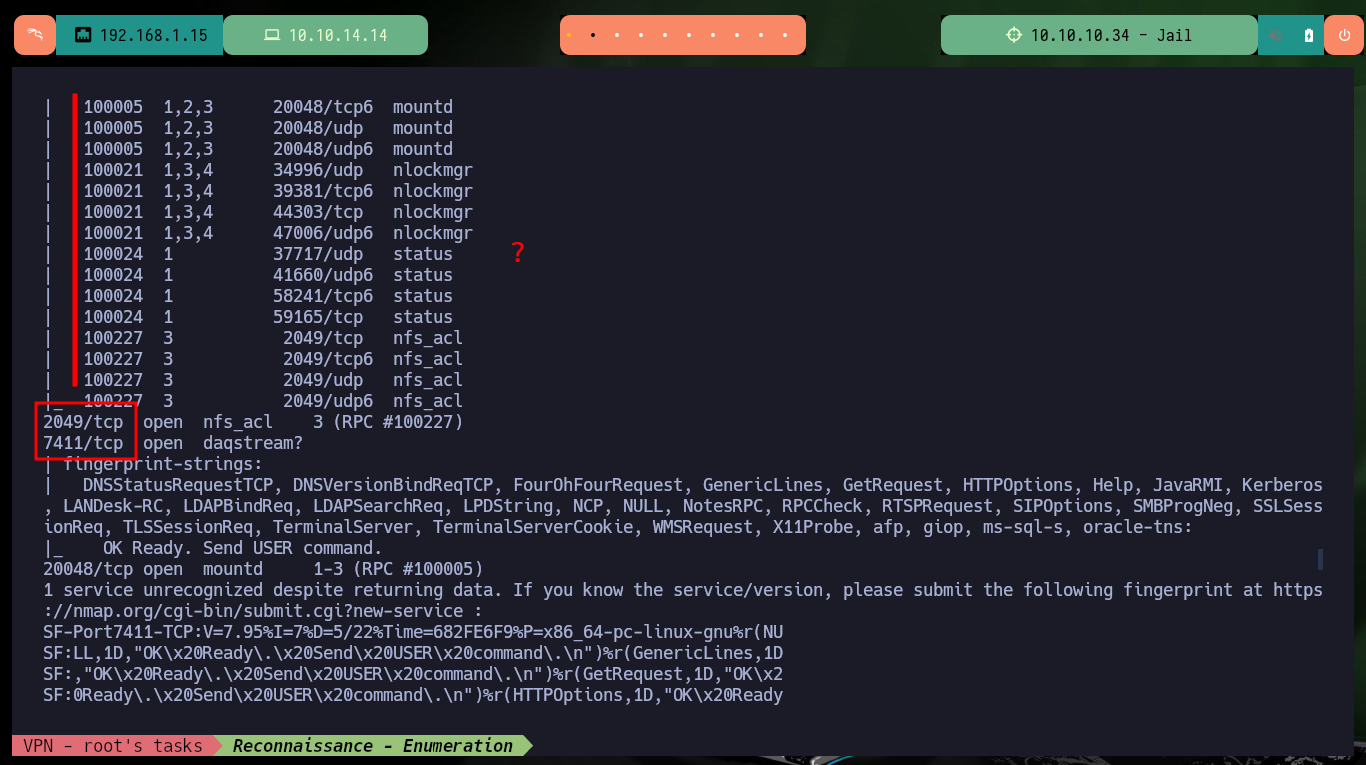 192.168.1.15 10.10.14.14 10.10.10.34 - Jail
| 100005 1,2,3 20048/tcp6 mountd
| 100005 1,2,3 20048/udp mountd
| 100005 1,2,3 20048/udp6 mountd
| 100021 1,3,4 34996/udp nlockmgr
| 100021 1,3,4 39381/tcp6 nlockmgr
| 100021 1,3,4 44303/tcp nlockmgr
| 100021 1,3,4 47006/udp6 nlockmgr
| 100024 1 37717/udp status ?
| 100024 1 41660/udp6 status
| 100024 1 58241/tcp6 status
| 100024 1 59165/tcp status
| 100227 3 2049/tcp nfs_acl
| 100227 3 2049/tcp6 nfs_acl
| 100227 3 2049/udp nfs_acl
|_ 100227 3 2049/udp6 nfs_acl
2049/tcp open nfs_acl 3 (RPC #100227)
7411/tcp open daqstream?
| fingerprint-strings:
| DNSStatusRequestTCP, DNSVersionBindReqTCP, FourOhFourRequest, GenericLines, GetRequest, HTTPOptions, Help, JavaRMI, Kerberos
, LANDesk-RC, LDAPBindReq, LDAPSearchReq, LPDString, NCP, NULL, NotesRPC, RPCCheck, RTSPRequest, SIPOptions, SMBProgNeg, SSLSess
ionReq, TLSSessionReq, TerminalServer, TerminalServerCookie, WMSRequest, X11Probe, afp, giop, ms-sql-s, oracle-tns:
|_ OK Ready. Send USER command.
20048/tcp open mountd 1-3 (RPC #100005)
1 service unrecognized despite returning data. If you know the service/version, please submit the following fingerprint at https
://nmap.org/cgi-bin/submit.cgi?new-service :
SF-Port7411-TCP:V=7.95%I=7%D=5/22%Time=682FE6F9%P=x86_64-pc-linux-gnu%r(NU
SF:LL,1D,"OK\x20Ready\.\x20Send\x20USER\x20command\.\n")%r(GenericLines,1D
SF:,"OK\x20Ready\.\x20Send\x20USER\x20command\.\n")%r(GetRequest,1D,"OK\x2
SF:0Ready\.\x20Send\x20USER\x20command\.\n")%r(HTTPOptions,1D,"OK\x20Ready
VPN - root's tasks Reconnaissance - Enumeration